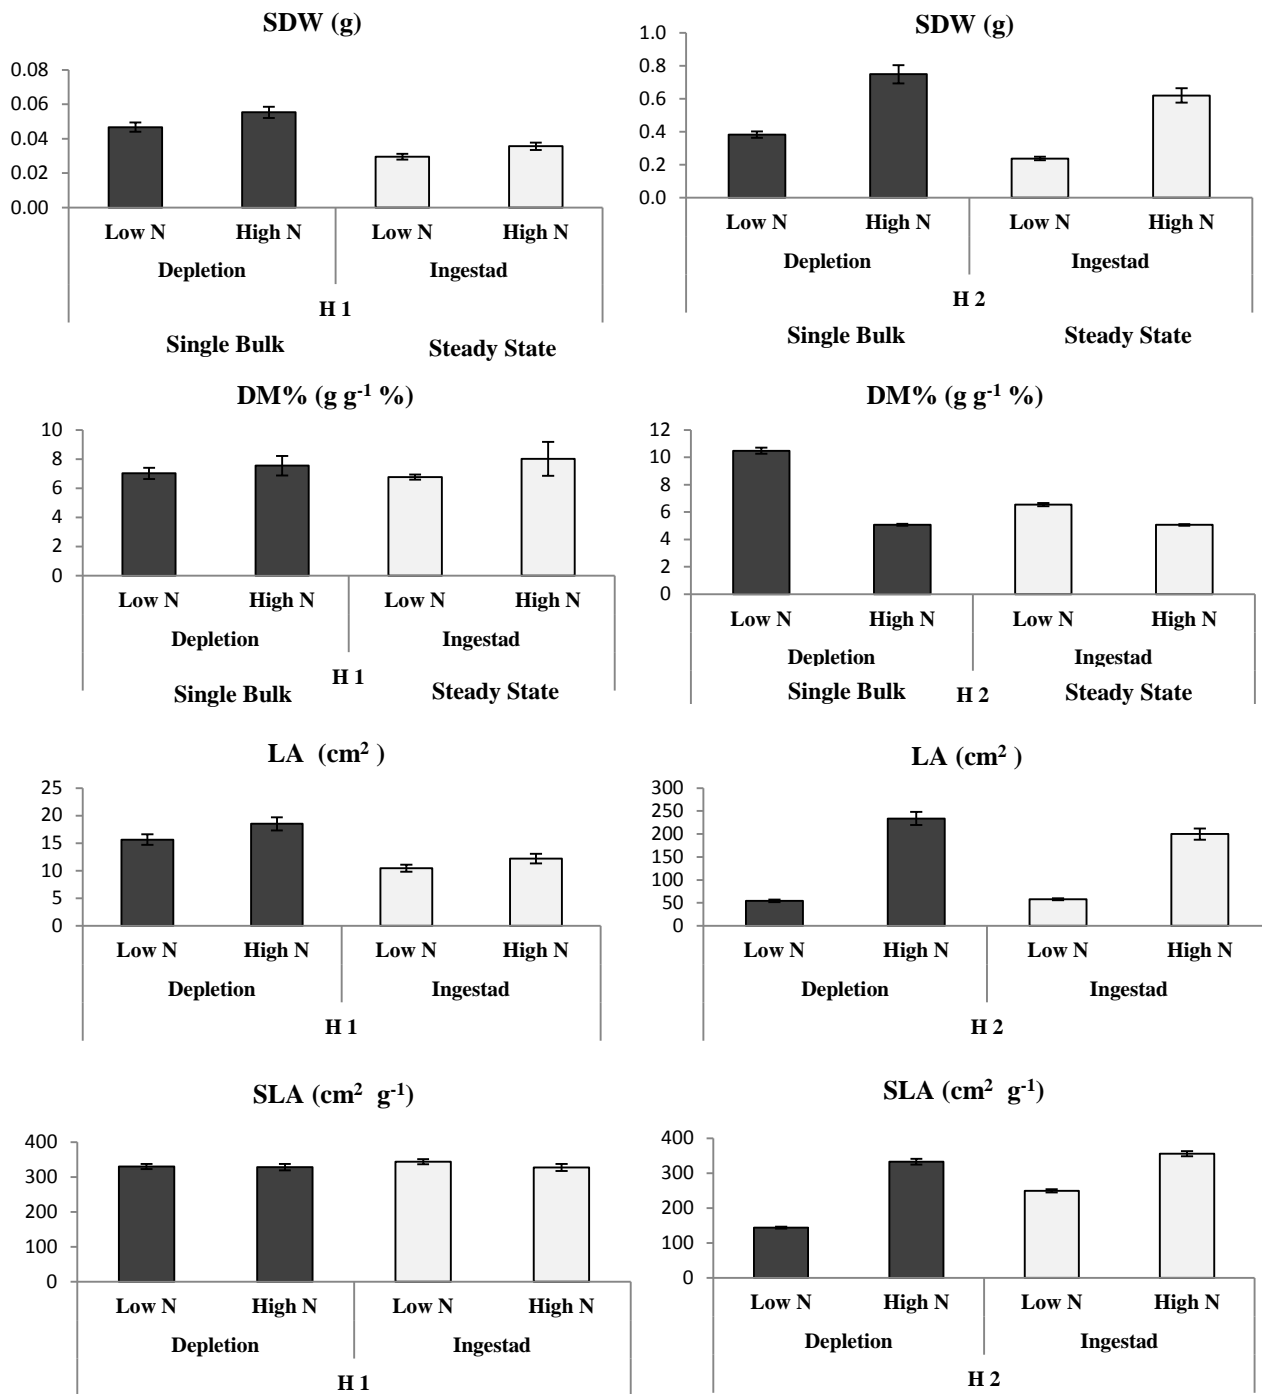 SDW (g)
0.08
0.06
0.04
0.02
0.00
Low N High N Low N High N
Depletion Ingestad
H 1
Single Bulk Steady State
SDW (g)
1.0
0.8
0.6
0.4
0.2
0.0
Low N High N Low N High N
Depletion Ingestad
H 2
Single Bulk Steady State
DM% (g g-1 %)
10
8
6
4
2
0
Low N High N Low N High N
Depletion Ingestad
H 1
Single Bulk Steady State
DM% (g g-1 %)
12
10
8
6
4
2
0
Low N High N Low N High N
Depletion Ingestad
Single Bulk H 2 Steady State
LA (cm2 )
25
20
15
10
5
0
Low N High N Low N High N
Depletion Ingestad
H 1
LA (cm2 )
300
250
200
150
100
50
0
Low N High N Low N High N
Depletion Ingestad
H 2
SLA (cm2 g-1)
400
300
200
100
0
Low N High N Low N High N
Depletion Ingestad
H 1
SLA (cm2 g-1)
400
300
200
100
0
Low N High N Low N High N
Depletion Ingestad
H 2